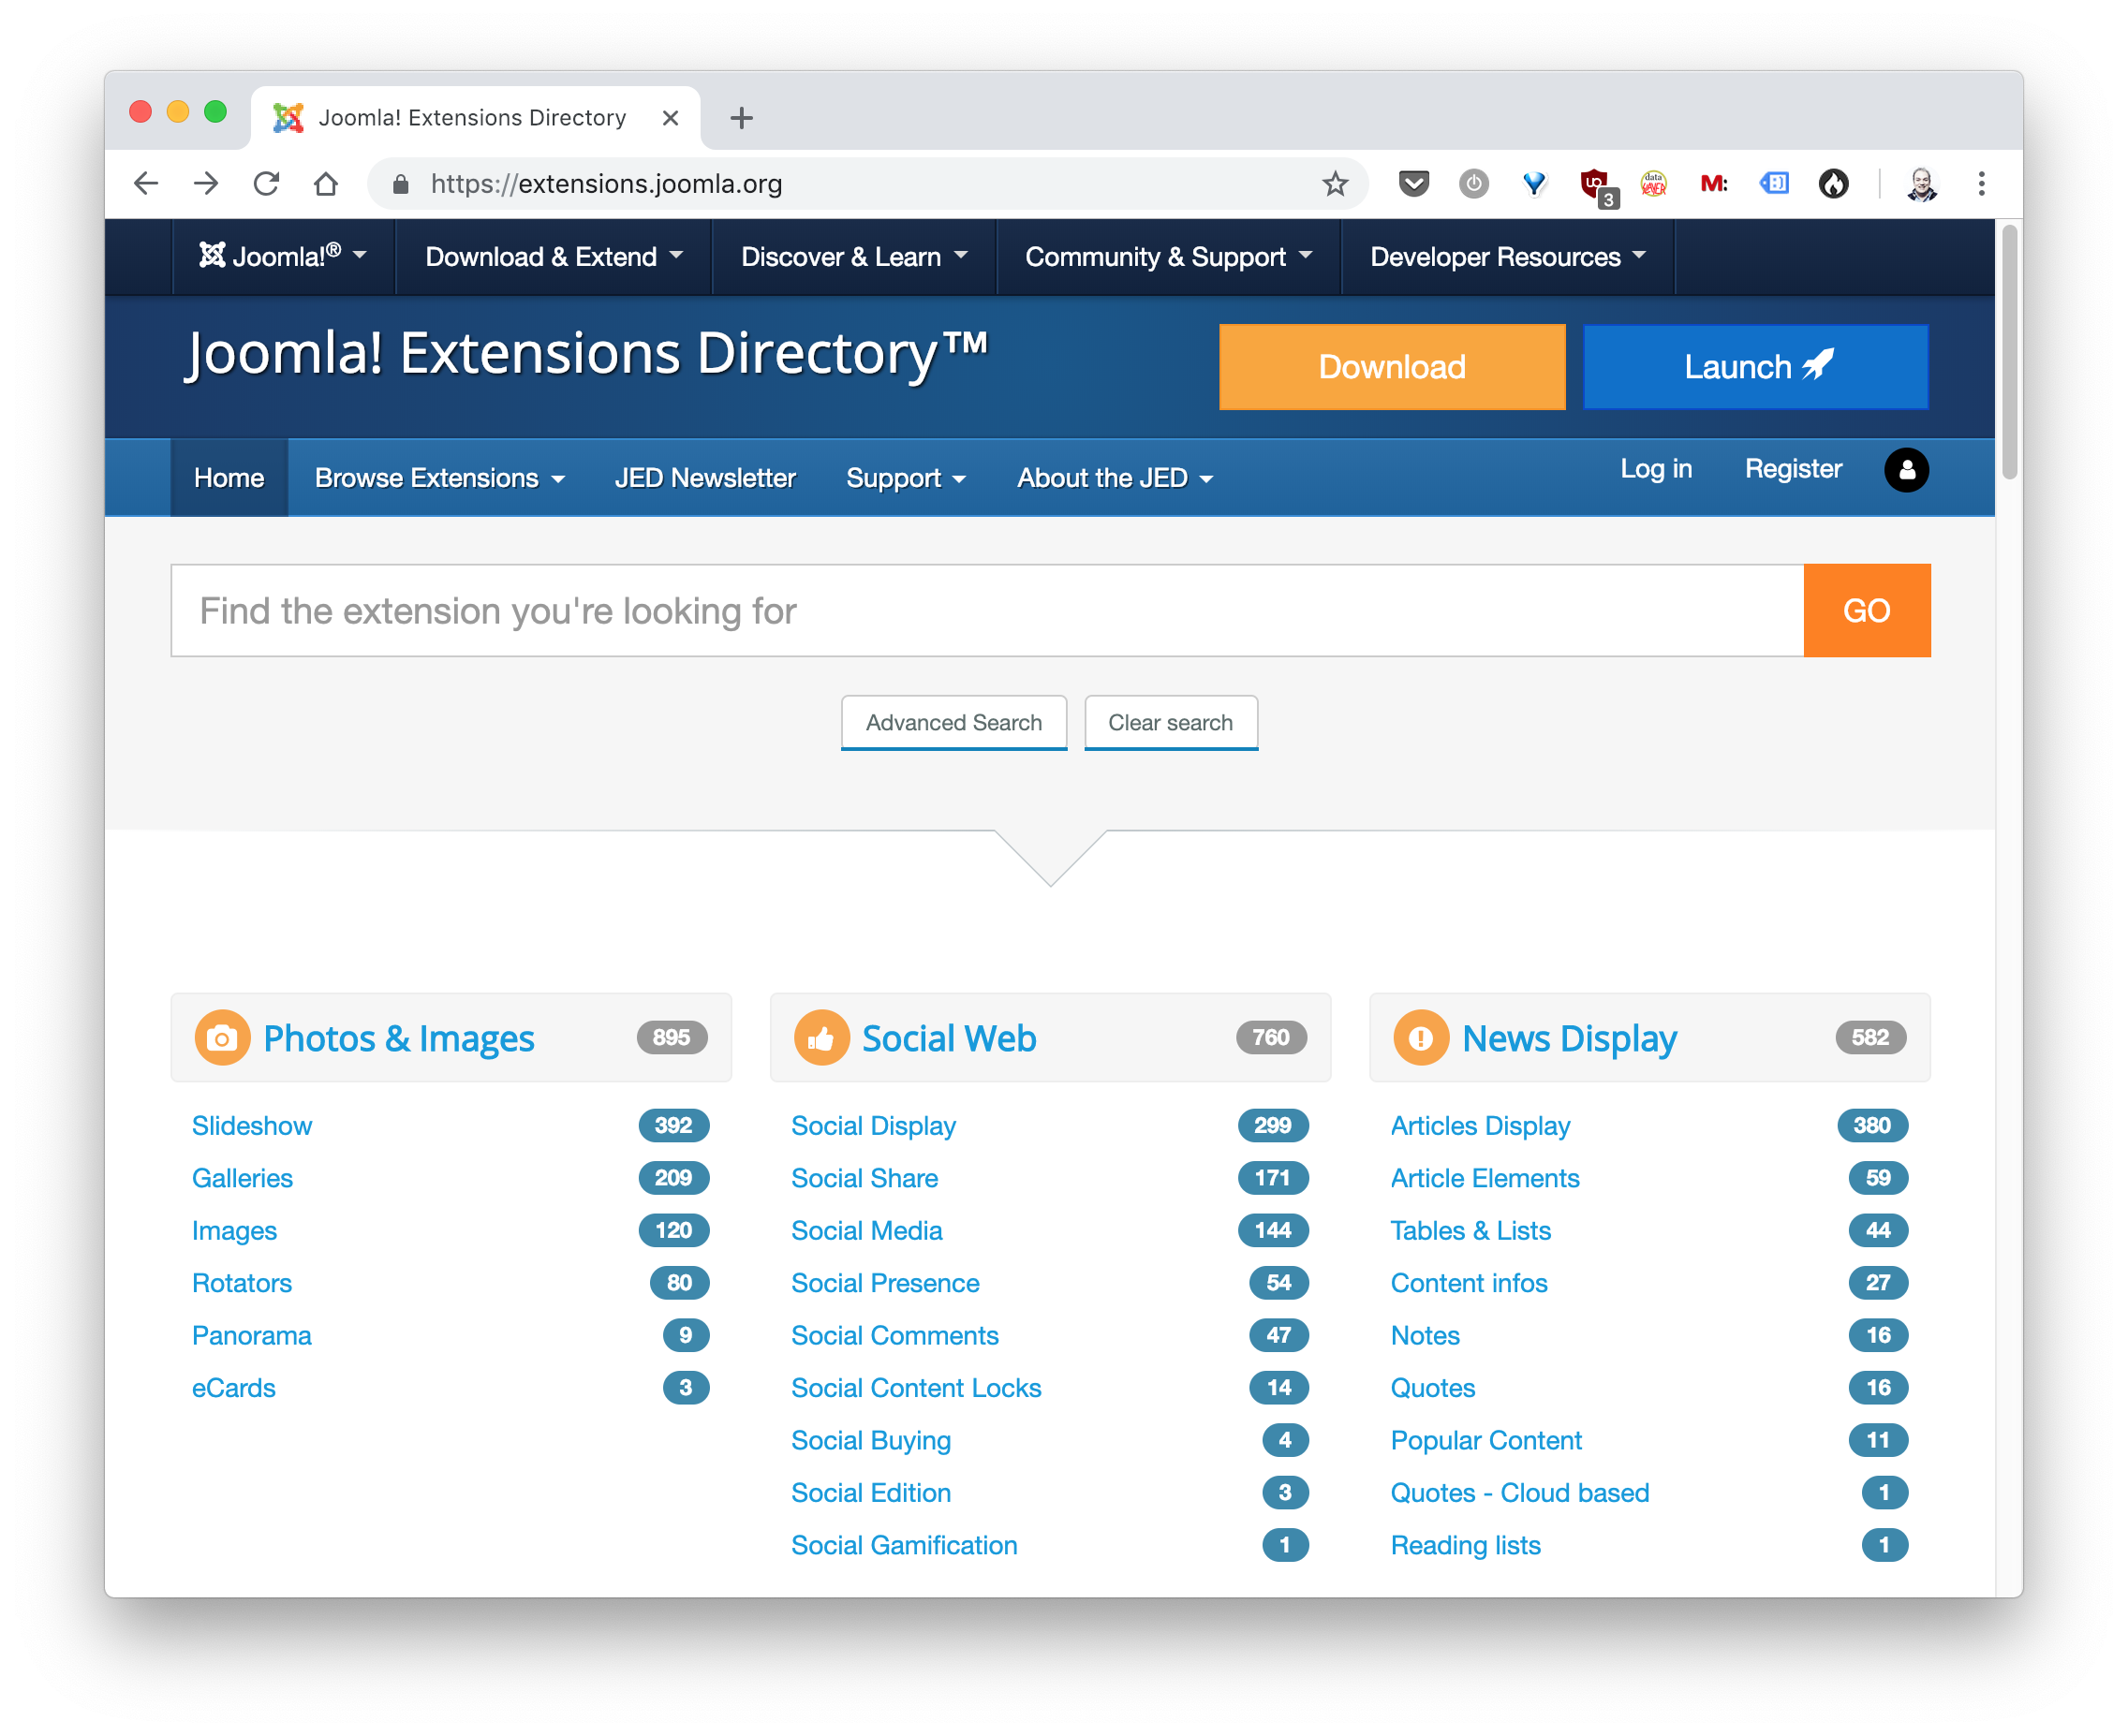 Joomla! Extensions Directory
https://extensions.joomla.org
3
data
M:
Joomla!® Download & Extend Discover & Learn Community & Support Developer Resources
Joomla! Extensions Directory™
Download
Launch
Home Browse Extensions JED Newsletter Support About the JED Log in Register
Find the extension you're looking for
GO
Advanced Search Clear search
Photos & Images 895
Slideshow 392
Galleries 209
Images 120
Rotators 80
Panorama 9
eCards 3
Social Web 760
Social Display 299
Social Share 171
Social Media 144
Social Presence 54
Social Comments 47
Social Content Locks 14
Social Buying 4
Social Edition 3
Social Gamification 1
News Display 582
Articles Display 380
Article Elements 59
Tables & Lists 44
Content infos 27
Notes 16
Quotes 16
Popular Content 11
Quotes - Cloud based 1
Reading lists 1